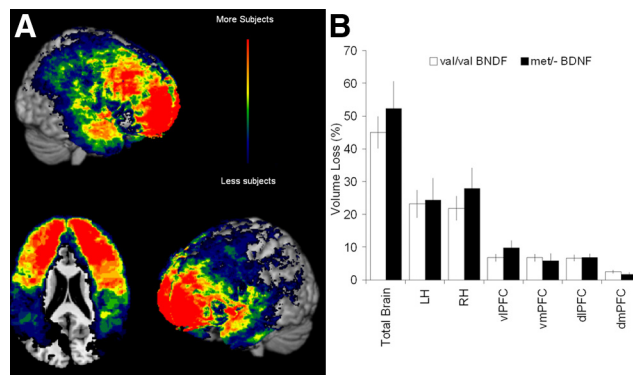 A
More Subjects
Less subjects
B
Volume Loss (%)
70
60
50
40
30
20
10
0
val/val BNDF
met/- BDNF
Total Brain
LH
RH
vlPFC
vmPFC
dlPFC
dmPFC